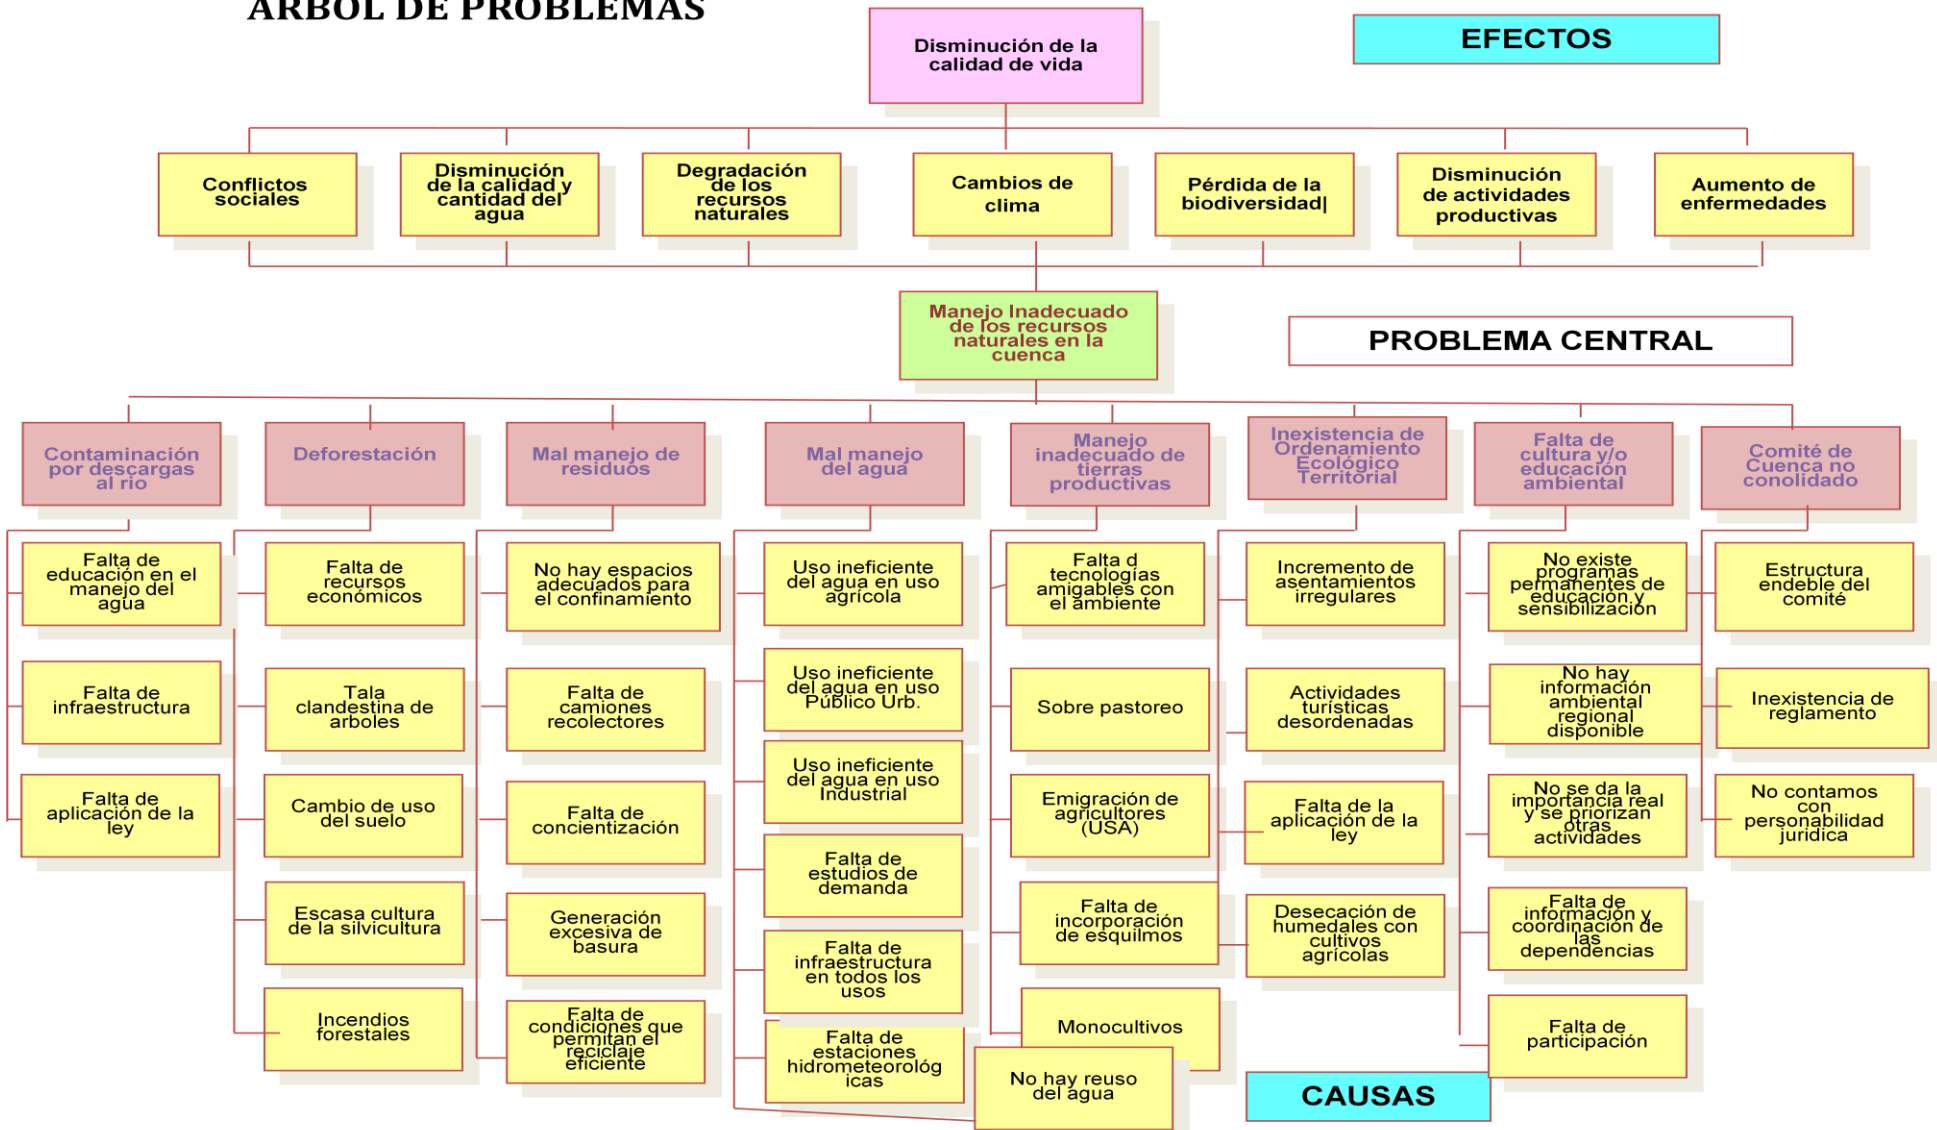 ÁRBOL DE PROBLEMAS
Disminución de la
calidad de vida
EFECTOS
Conflictos
sociales
Disminución
de la calidad y
cantidad del
agua
Degradación
de los
recursos
naturales
Cambios de
clima
Pérdida de la
biodiversidad|
Disminución
de actividades
productivas
Aumento de
enfermedades
Manejo Inadecuado
de los recursos
naturales en la
cuenca
PROBLEMA CENTRAL
Contaminación
por descargas
al rio
Deforestación
Mal manejo de
residuos
Mal manejo
del agua
Manejo
inadecuado de
tierras
productivas
Inexistencia de
Ordenamiento
Ecológico
Territorial
Falta de
cultura y/o
educación
ambiental
Comité de
Cuenca no
conolidado
Falta de
educación en el
manejo del
agua
Falta de
infraestructura
Falta de
aplicación de la
ley
Falta de
recursos
económicos
Tala
clandestina de
arboles
Cambio de uso
del suelo
Escasa cultura
de la silvicultura
Incendios
forestales
No hay espacios
adecuados para
el confinamiento
Falta de
camiones
recolectores
Falta de
concientización
Generación
excesiva de
basura
Falta de
condiciones que
permitan el
reciclaje
eficiente
Uso ineficiente
del agua en uso
agrícola
Uso ineficiente
del agua en uso
Público Urb.
Uso ineficiente
del agua en uso
Industrial
Falta de
estudios de
demanda
Falta de
infraestructura
en todos los
usos
Falta de
estaciones
hidrometeorológ
icas
No hay reuso
del agua
Falta d
tecnologías
amigables con
el ambiente
Sobre pastoreo
Emigración de
agricultores
(USA)
Falta de
incorporación
de esquilmos
Monocultivos
Incremento de
asentamientos
irregulares
Actividades
turísticas
desordenadas
Falta de la
aplicación de la
ley
Desecación de
humedales con
cultivos
agrícolas
No existe
programas
permanentes de
educación y
sensibilización
No hay
información
ambiental
regional
disponible
No se da la
importancia real
y se priorizan
otras
actividades
Falta de
información y
coordinación de
las
dependencias
Falta de
participación
Estructura
endeble del
comité
Inexistencia de
reglamento
No contamos
con
personabilidad
juridica
CAUSAS